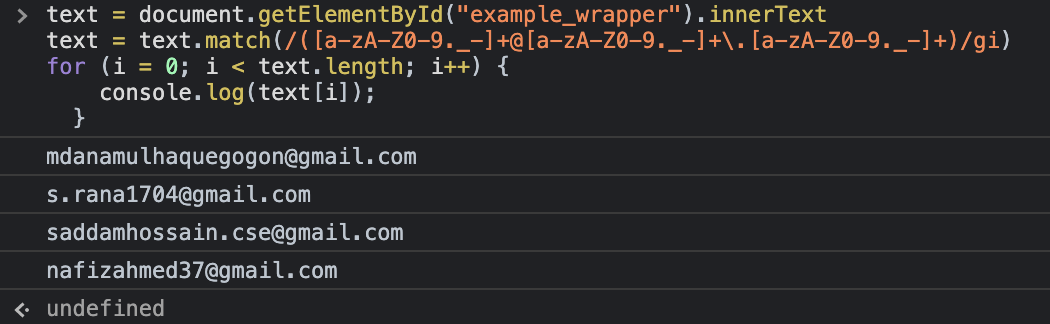 text = document.getElementById("example_wrapper").innerText
text = text.match(/([a-zA-Z0-9._-]+@[a-zA-Z0-9._-]+\.[a-zA-Z0-9._-]+)/gi)
for (i = 0; i < text.length; i++) {
    console.log(text[i]);
  }
mdanamulhaquegogon@gmail.com
s.rana1704@gmail.com
saddamhossain.cse@gmail.com
nafizahmed37@gmail.com
undefined